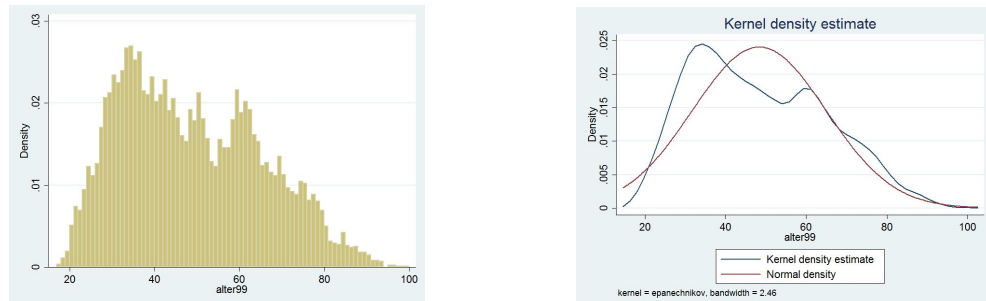 .03
.02
Density
.01
0
20 40 60 80 100
alter99
Kernel density estimate
.025
.02
.015
Density
.01
.005
0
20 40 60 80 100
alter99
Kernel density estimate
Normal density
kernel = epanechnikov, bandwidth = 2.46